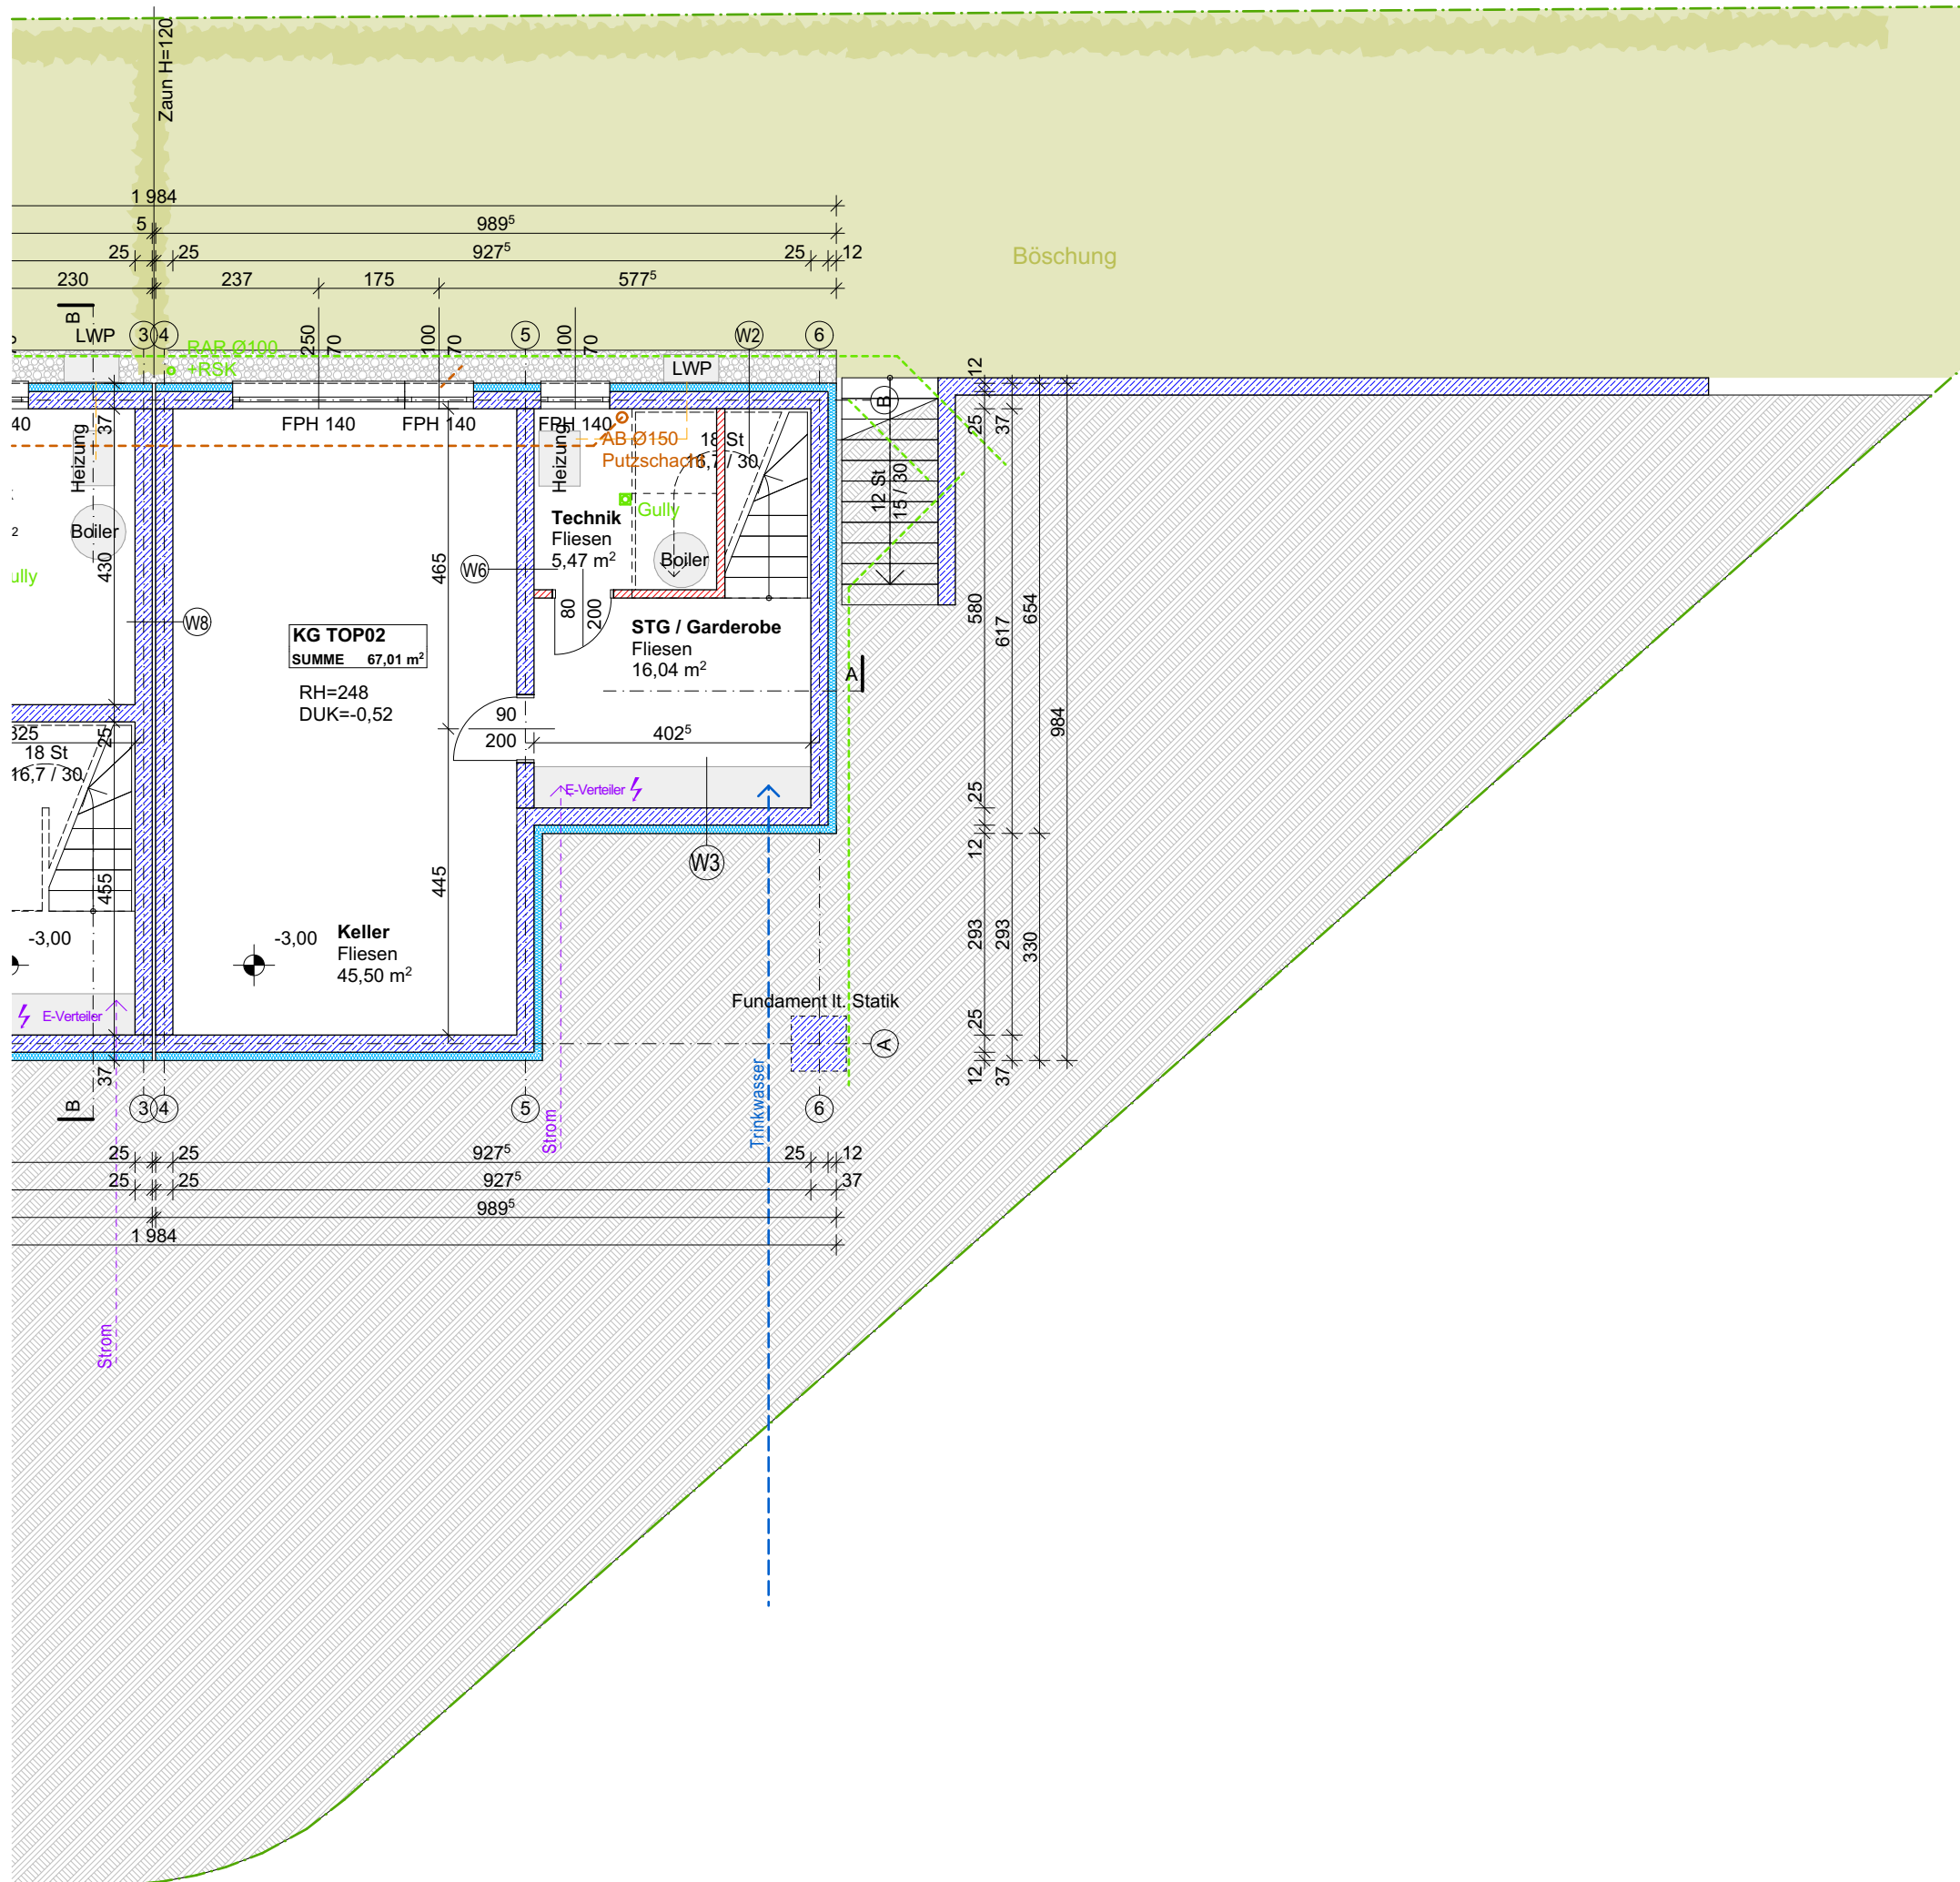 Zaun H=120
1 984
5
989⁵
25
25
927⁵
25
12
Böschung
230
237
175
577⁵
B
LWP
3
4
RAR Ø100
+RSK
250
70
100
70
5
100
70
W2
6
LWP
B
12
40
FPH 140
FPH 140
FPH 140
37
25
37
Heizung
Heizung
AB Ø150
Putzschacht
18 St
16,7 / 30
12 St
15 / 30
Gully
Technik
Fliesen
5,47 m²
Boiler
Boiler
430
465
W6
W8
80
200
580
617
654
KG TOP02
SUMME 67,01 m²
STG / Garderobe
Fliesen
16,04 m²
RH=248
DUK=-0,52
A
90
200
402⁵
984
325
25
18 St
16,7 / 30
E-Verteiler
25
12
W3
455
445
-3,00
-3,00
Keller
Fliesen
45,50 m²
293
293
330
E-Verteiler
Fundament lt. Statik
25
A
37
12
37
B
3
4
5
6
Strom
Trinkwasser
25
25
927⁵
25
12
25
25
927⁵
37
989⁵
1 984
Strom